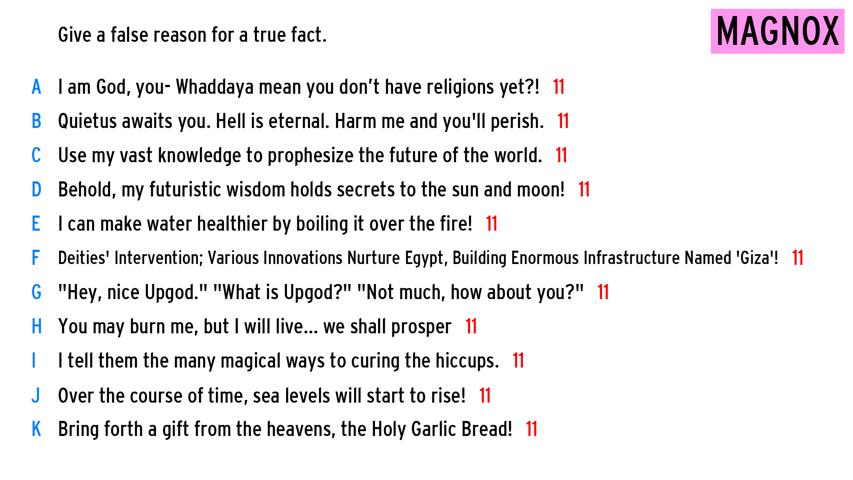 Give a false reason for a true fact.
MAGNOX
A I am God, you- Whaddaya mean you don’t have religions yet?! 11
B Quietus awaits you. Hell is eternal. Harm me and you'll perish. 11
C Use my vast knowledge to prophesize the future of the world. 11
D Behold, my futuristic wisdom holds secrets to the sun and moon! 11
E I can make water healthier by boiling it over the fire! 11
F Deities' Intervention; Various Innovations Nurture Egypt, Building Enormous Infrastructure Named 'Giza'! 11
G "Hey, nice Upgod." "What is Upgod?" "Not much, how about you?" 11
H You may burn me, but I will live... we shall prosper 11
I I tell them the many magical ways to curing the hiccups. 11
J Over the course of time, sea levels will start to rise! 11
K Bring forth a gift from the heavens, the Holy Garlic Bread! 11